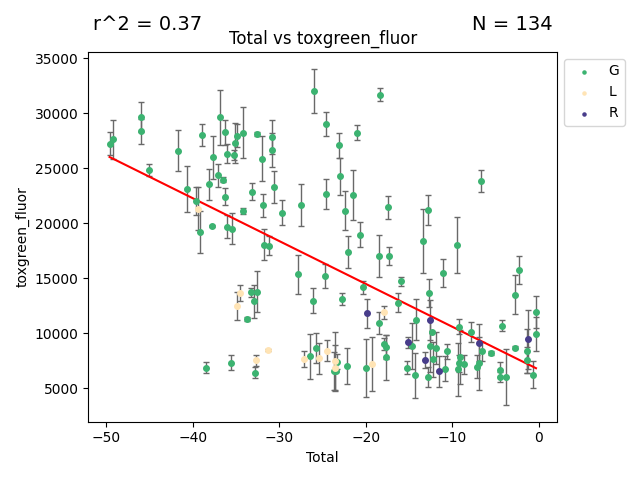 r^2 = 0.37
N = 134
Total vs toxgreen_fluor
35000
30000
25000
20000
15000
10000
5000
toxgreen_fluor
−50
−40
−30
−20
−10
0
Total
G
L
R